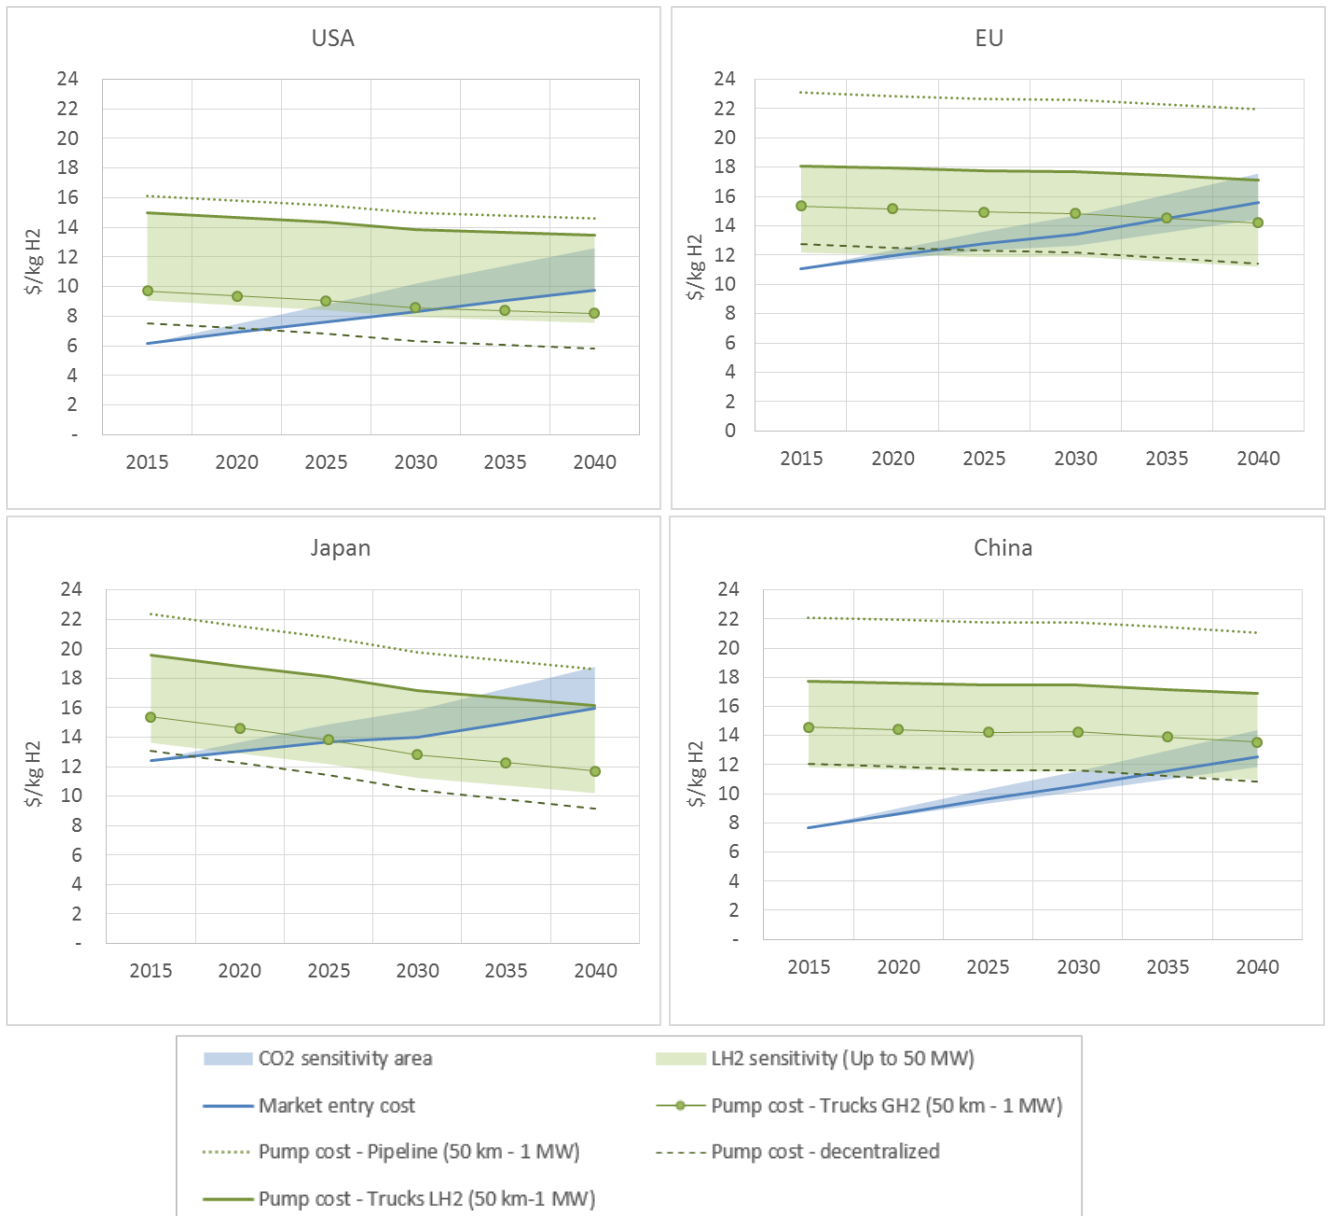 USA
24
22
20
18
16
14
12
10
8
6
4
2
-
$/kg H2
2015 2020 2025 2030 2035 2040
EU
24
22
20
18
16
14
12
10
8
6
4
2
0
$/kg H2
2015 2020 2025 2030 2035 2040
Japan
24
22
20
18
16
14
12
10
8
6
4
2
-
$/kg H2
2015 2020 2025 2030 2035 2040
China
24
22
20
18
16
14
12
10
8
6
4
2
-
$/kg H2
2015 2020 2025 2030 2035 2040
CO2 sensitivity area
LH2 sensitivity (Up to 50 MW)
Market entry cost
Pump cost - Trucks GH2 (50 km - 1 MW)
Pump cost - Pipeline (50 km - 1 MW)
Pump cost - decentralized
Pump cost - Trucks LH2 (50 km-1 MW)